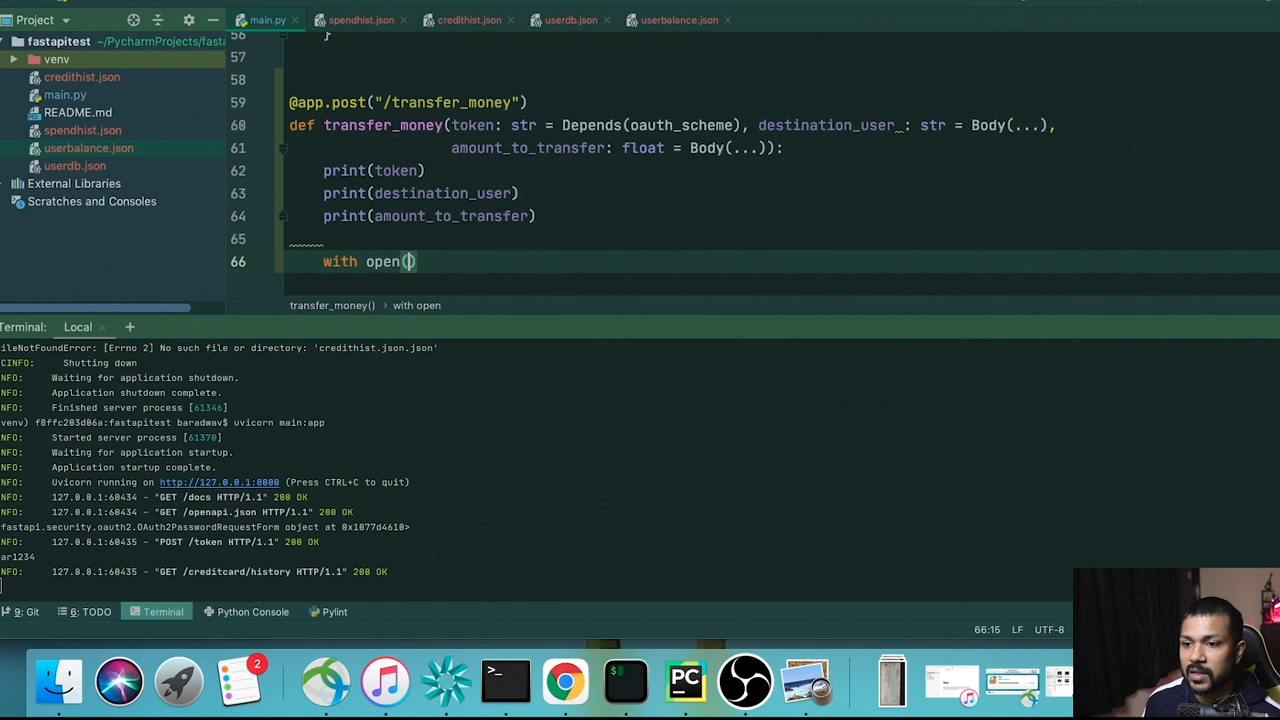 Project
main.py
spendhist.json
credithist.json
userdb.json
userbalance.json
fastapitest ~/PycharmProjects/fasta
venv
credithist.json
main.py
README.md
spendhist.json
userbalance.json
userdb.json
External Libraries
Scratches and Consoles
56 }
57
58
59 @app.post("/transfer_money")
60 def transfer_money(token: str = Depends(oauth_scheme), destination_user : str = Body(...),
61 amount_to_transfer: float = Body(...)):
62 print(token)
63 print(destination_user)
64 print(amount_to_transfer)
65
66 with open()
transfer_money() › with open
Terminal: Local × +
ileNotFoundError: [Errno 2] No such file or directory: 'credithist.json.json'
CINFO: Shutting down
NFO: Waiting for application shutdown.
NFO: Application shutdown complete.
NFO: Finished server process [61346]
venv) f8ffc203d06a:fastapitest baradwav$ uvicorn main:app
NFO: Started server process [61370]
NFO: Waiting for application startup.
NFO: Application startup complete.
NFO: Uvicorn running on http://127.0.0.1:8000 (Press CTRL+C to quit)
NFO: 127.0.0.1:60434 - "GET /docs HTTP/1.1" 200 OK
NFO: 127.0.0.1:60434 - "GET /openapi.json HTTP/1.1" 200 OK
fastapi.security.oauth2.OAuth2PasswordRequestForm object at 0x1077d4610>
NFO: 127.0.0.1:60435 - "POST /token HTTP/1.1" 200 OK
ar1234
NFO: 127.0.0.1:60435 - "GET /creditcard/history HTTP/1.1" 200 OK
9: Git 6: TODO Terminal Python Console Pylint
66:15 LF UTF-8
2
PC